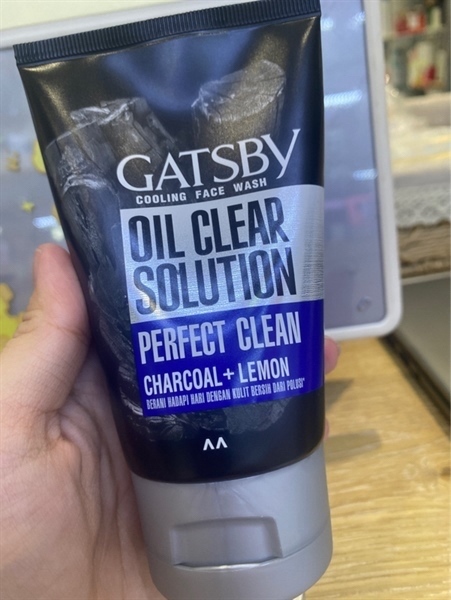 GATSBY
COOLING FACE WASH
OIL CLEAR
SOLUTION
PERFECT CLEAN
CHARCOAL + LEMON
BERANI HADAPI HARI DENGAN KULIT BERSIH DARI POLUSI*